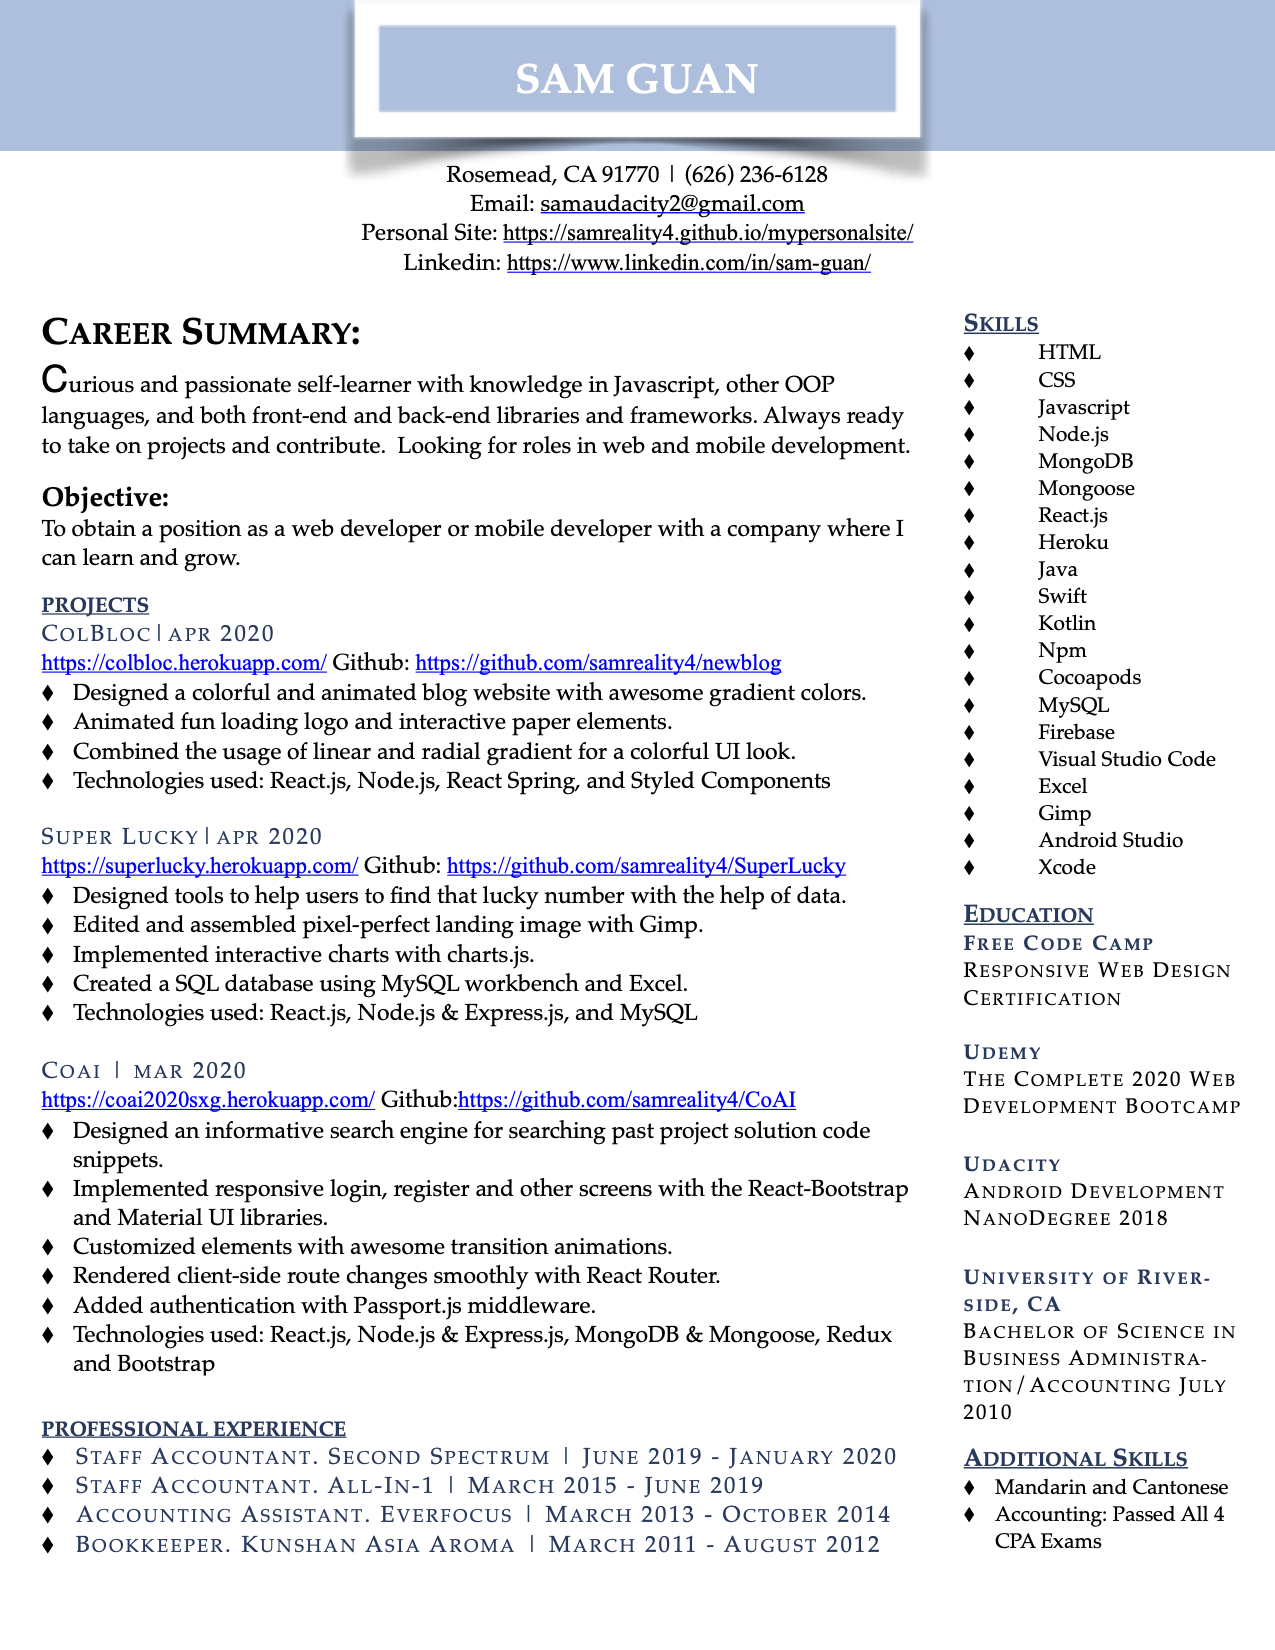 SAM GUAN
Rosemead, CA 91770 | (626) 236-6128
Email: samaudacity2@gmail.com
Personal Site: https://samreality4.github.io/mypersonalsite/
Linkedin: https://www.linkedin.com/in/sam-guan/
CAREER SUMMARY:
Curious and passionate self-learner with knowledge in Javascript, other OOP
languages, and both front-end and back-end libraries and frameworks. Always ready
to take on projects and contribute.  Looking for roles in web and mobile development.
Objective:
To obtain a position as a web developer or mobile developer with a company where I
can learn and grow.
PROJECTS
COLBLOC|APR 2020
https://colbloc.herokuapp.com/ Github: https://github.com/samreality4/newblog
♦ Designed a colorful and animated blog website with awesome gradient colors.
♦ Animated fun loading logo and interactive paper elements.
♦ Combined the usage of linear and radial gradient for a colorful UI look.
♦ Technologies used: React.js, Node.js, React Spring, and Styled Components
SUPER LUCKY|APR 2020
https://superlucky.herokuapp.com/ Github: https://github.com/samreality4/SuperLucky
♦ Designed tools to help users to find that lucky number with the help of data.
♦ Edited and assembled pixel-perfect landing image with Gimp.
♦ Implemented interactive charts with charts.js.
♦ Created a SQL database using MySQL workbench and Excel.
♦ Technologies used: React.js, Node.js & Express.js, and MySQL
COAI | MAR 2020
https://coai2020sxg.herokuapp.com/ Github:https://github.com/samreality4/CoAI
♦ Designed an informative search engine for searching past project solution code
snippets.
♦ Implemented responsive login, register and other screens with the React-Bootstrap
and Material UI libraries.
♦ Customized elements with awesome transition animations.
♦ Rendered client-side route changes smoothly with React Router.
♦ Added authentication with Passport.js middleware.
♦ Technologies used: React.js, Node.js & Express.js, MongoDB & Mongoose, Redux
and Bootstrap
PROFESSIONAL EXPERIENCE
♦ STAFF ACCOUNTANT. SECOND SPECTRUM | JUNE 2019 - JANUARY 2020
♦ STAFF ACCOUNTANT. ALL-IN-1 | MARCH 2015 - JUNE 2019
♦ ACCOUNTING ASSISTANT. EVERFOCUS | MARCH 2013 - OCTOBER 2014
♦ BOOKKEEPER. KUNSHAN ASIA AROMA | MARCH 2011 - AUGUST 2012
SKILLS
♦ HTML
♦ CSS
♦ Javascript
♦ Node.js
♦ MongoDB
♦ Mongoose
♦ React.js
♦ Heroku
♦ Java
♦ Swift
♦ Kotlin
♦ Npm
♦ Cocoapods
♦ MySQL
♦ Firebase
♦ Visual Studio Code
♦ Excel
♦ Gimp
♦ Android Studio
♦ Xcode
EDUCATION
FREE CODE CAMP
RESPONSIVE WEB DESIGN
CERTIFICATION
UDEMY
THE COMPLETE 2020 WEB
DEVELOPMENT BOOTCAMP
UDACITY
ANDROID DEVELOPMENT
NANODEGREE 2018
UNIVERSITY OF RIVER-
SIDE, CA
BACHELOR OF SCIENCE IN
BUSINESS ADMINISTRA-
TION/ACCOUNTING JULY
2010
ADDITIONAL SKILLS
♦ Mandarin and Cantonese
♦ Accounting: Passed All 4
CPA Exams